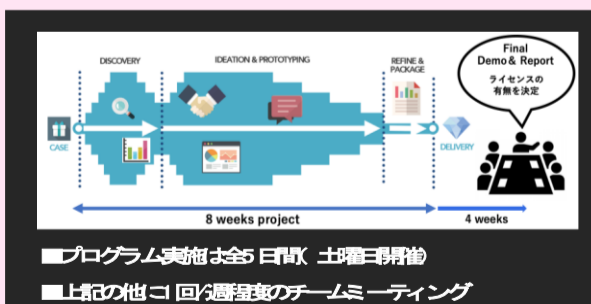 DISCOVERY
IDEATION & PROTOTYPING
REFINE &
PACKAGE
Final
Demo & Report
ライセンスの
有無を決定
CASE
DELIVERY
8 weeks project
4 weeks
■プログラム実施は全5日間(土曜日開催)
■上記の他に1回/週程度のチームミーティング